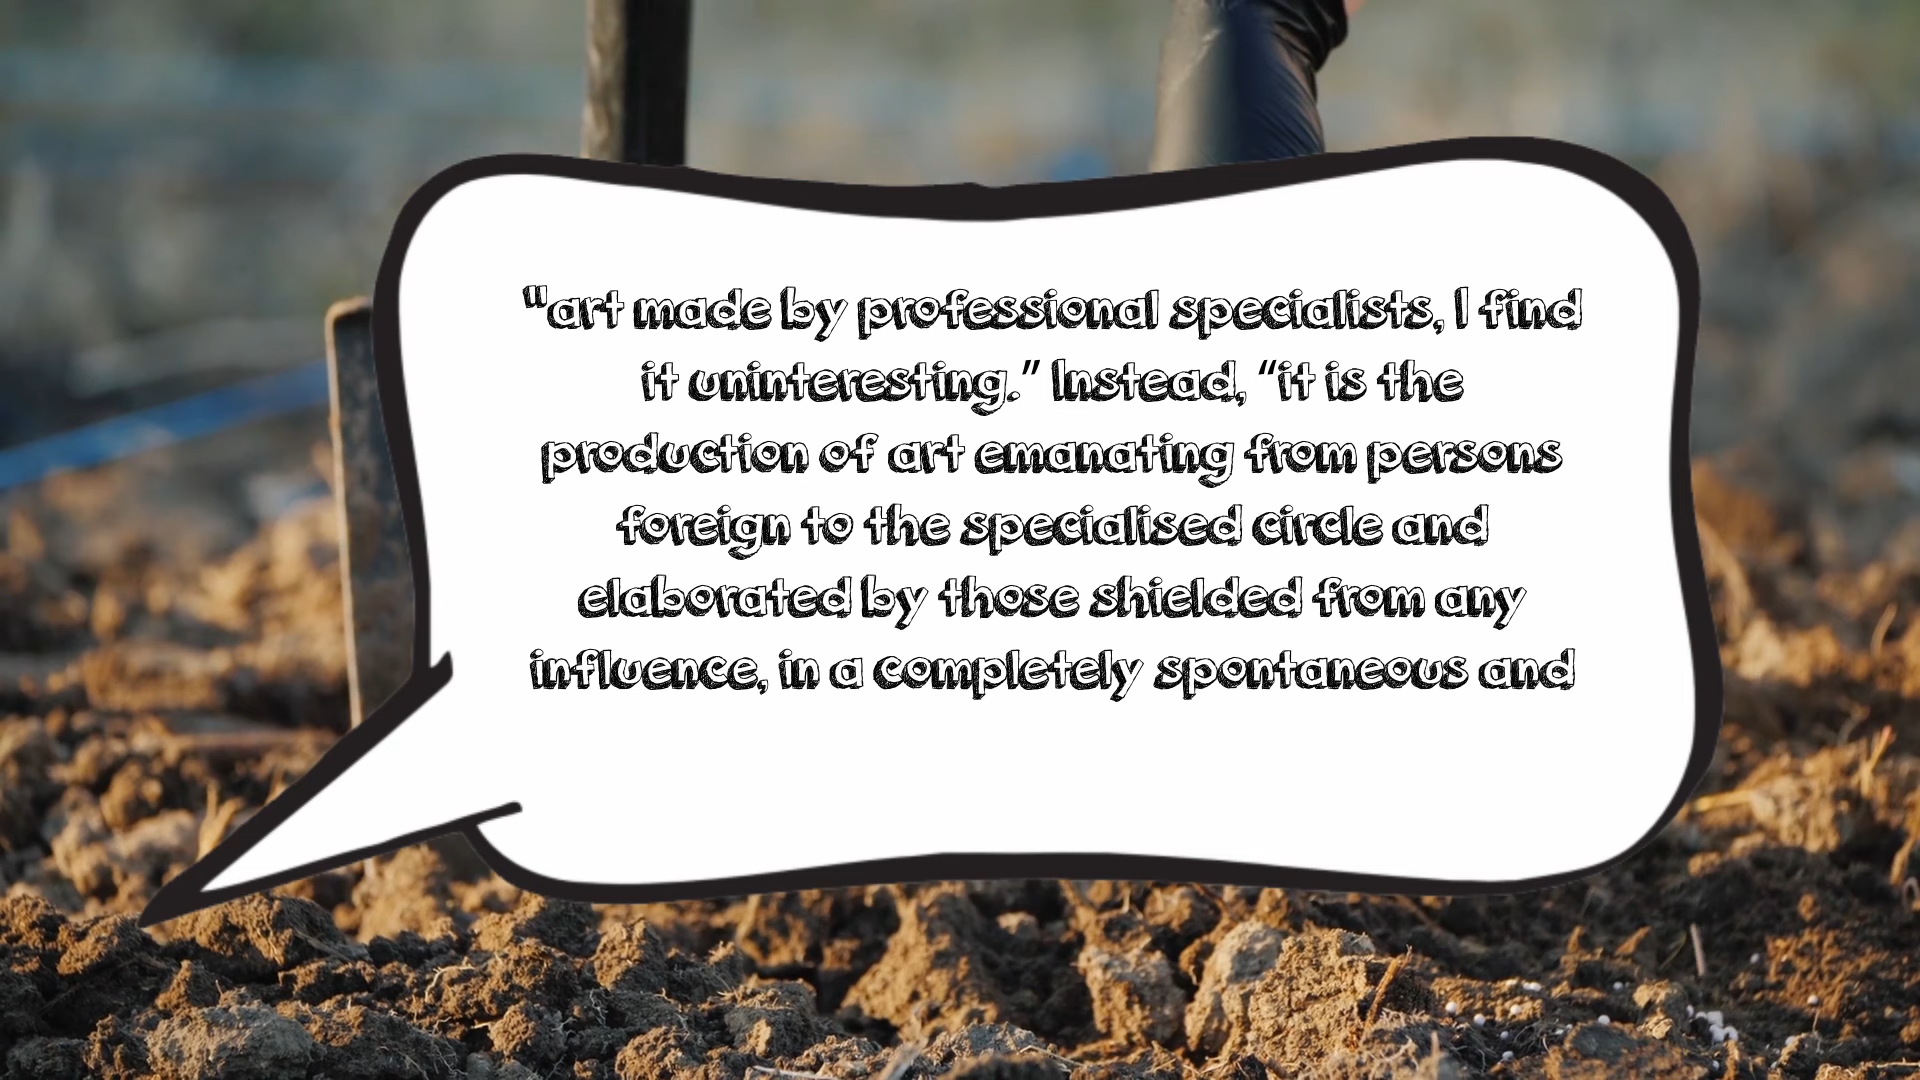 "art made by professional specialists, I find
it uninteresting.” Instead, “it is the
production of art emanating from persons
foreign to the specialised circle and
elaborated by those shielded from any
influence, in a completely spontaneous and